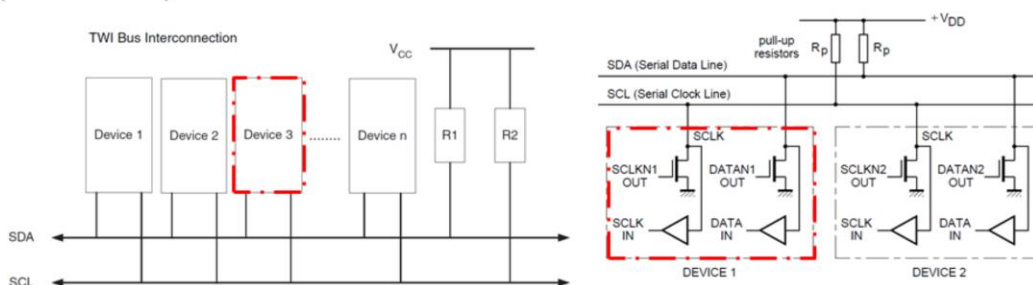 TWI Bus Interconnection
VCC
Device 1
Device 2
Device 3
........
Device n
R1
R2
SDA
SCL
+VDD
pull-up
resistors
Rp
Rp
SDA (Serial Data Line)
SCL (Serial Clock Line)
SCLK
SCLKN1
OUT
DATAN1
OUT
SCLK
IN
DATA
IN
DEVICE 1
SCLK
SCLKN2
OUT
DATAN2
OUT
SCLK
IN
DATA
IN
DEVICE 2